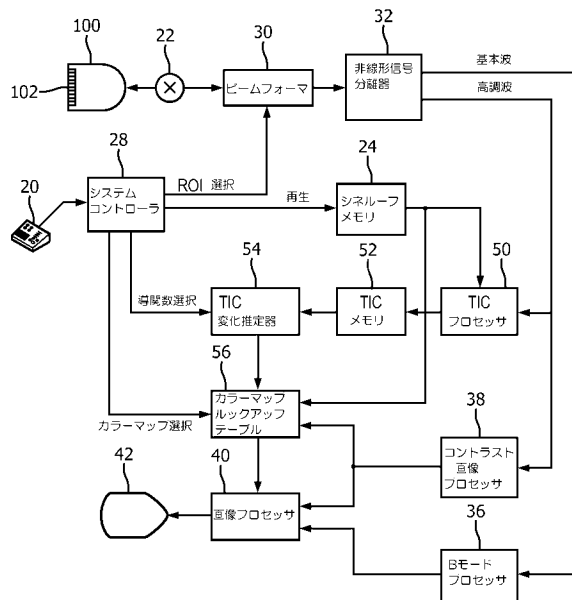 100
22
30
32
102
ビームフォーマ
非線形信号
分離器
基本波
高調波
28
20
システム
コントローラ
ROI 選択
再生
24
シネループ
メモリ
54
52
50
導関数選択
TIC
変化推定器
TIC
メモリ
TIC
プロセッサ
56
カラーマップ
ルックアップ
テーブル
カラーマップ選択
38
コントラスト
画像
プロセッサ
42
40
画像プロセッサ
36
Bモード
プロセッサ